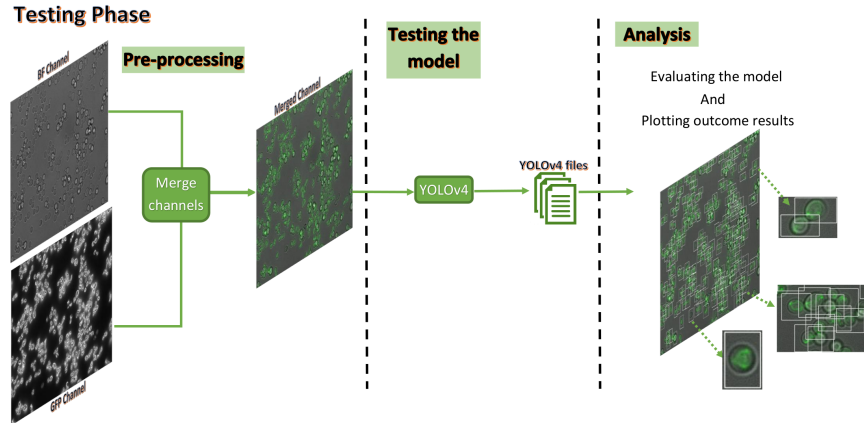 Testing Phase
BF Channel
Pre-processing
Merge
channels
GFP Channel
Merged Channel
Testing the
model
YOLOv4
YOLOv4 files
Analysis
Evaluating the model
And
Plotting outcome results